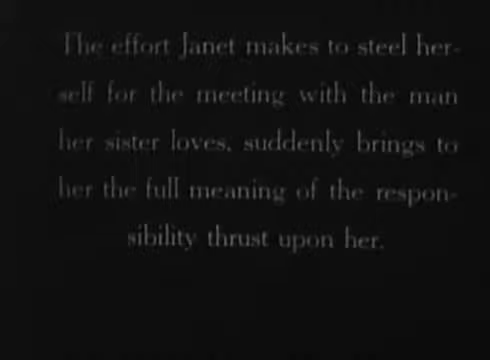 The effort Janet makes to steel her-
self for the meeting with the man
her sister loves, suddenly brings to
her the full meaning of the respon-
sibility thrust upon her.